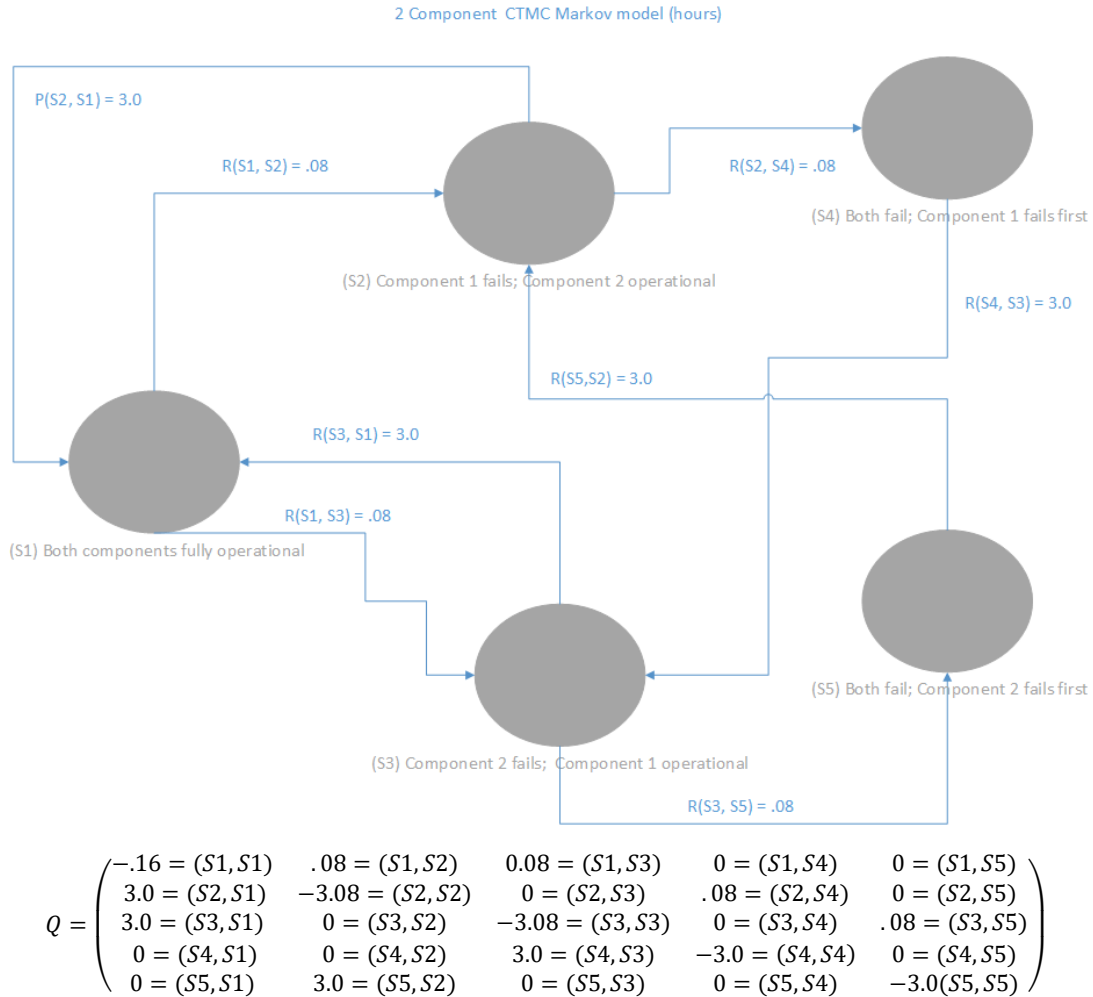 2 Component CTMC Markov model (hours)
P(S2, S1) = 3.0
R(S1, S2) = .08
R(S2, S4) = .08
(S4) Both fail; Component 1 fails first
(S2) Component 1 fails; Component 2 operational
R(S4, S3) = 3.0
R(S5,S2) = 3.0
R(S3, S1) = 3.0
R(S1, S3) = .08
(S1) Both components fully operational
(S5) Both fail; Component 2 fails first
(S3) Component 2 fails; Component 1 operational
R(S3, S5) = .08
−.16 = (S1, S1) .08 = (S1, S2) 0.08 = (S1, S3) 0 = (S1, S4) 0 = (S1, S5)
3.0 = (S2, S1) −3.08 = (S2, S2) 0 = (S2, S3) .08 = (S2, S4) 0 = (S2, S5)
Q = 3.0 = (S3, S1) 0 = (S3, S2) −3.08 = (S3, S3) 0 = (S3, S4) .08 = (S3, S5)
0 = (S4, S1) 0 = (S4, S2) 3.0 = (S4, S3) −3.0 = (S4, S4) 0 = (S4, S5)
0 = (S5, S1) 3.0 = (S5, S2) 0 = (S5, S3) 0 = (S5, S4) −3.0(S5, S5)